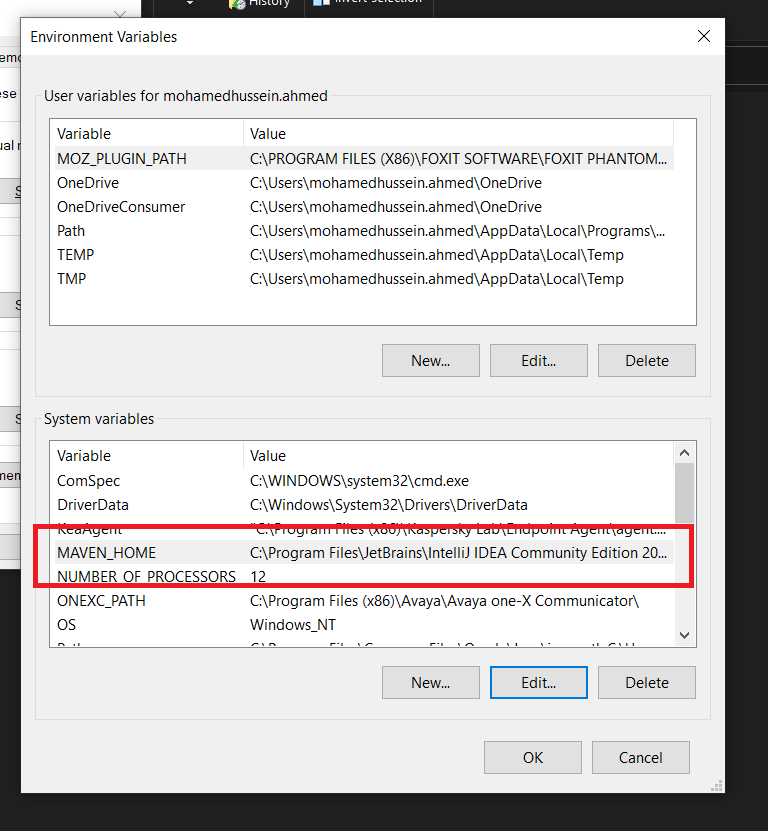 History
Invert selection
Environment Variables
emo
ese
ual r
User variables for mohamedhussein.ahmed
Variable Value
MOZ_PLUGIN_PATH C:\PROGRAM FILES (X86)\FOXIT SOFTWARE\FOXIT PHANTOM...
OneDrive C:\Users\mohamedhussein.ahmed\OneDrive
OneDriveConsumer C:\Users\mohamedhussein.ahmed\OneDrive
Path C:\Users\mohamedhussein.ahmed\AppData\Local\Programs\...
TEMP C:\Users\mohamedhussein.ahmed\AppData\Local\Temp
TMP C:\Users\mohamedhussein.ahmed\AppData\Local\Temp
New... Edit... Delete
System variables
Variable Value
ComSpec C:\WINDOWS\system32\cmd.exe
DriverData C:\Windows\System32\Drivers\DriverData
KeaAgent "C:\Program Files (x86)\Kaspersky Lab\Endpoint Agent\agent....
MAVEN_HOME C:\Program Files\JetBrains\IntelliJ IDEA Community Edition 20...
NUMBER_OF_PROCESSORS 12
ONEXC_PATH C:\Program Files (x86)\Avaya\Avaya one-X Communicator\
OS Windows_NT
New... Edit... Delete
OK Cancel